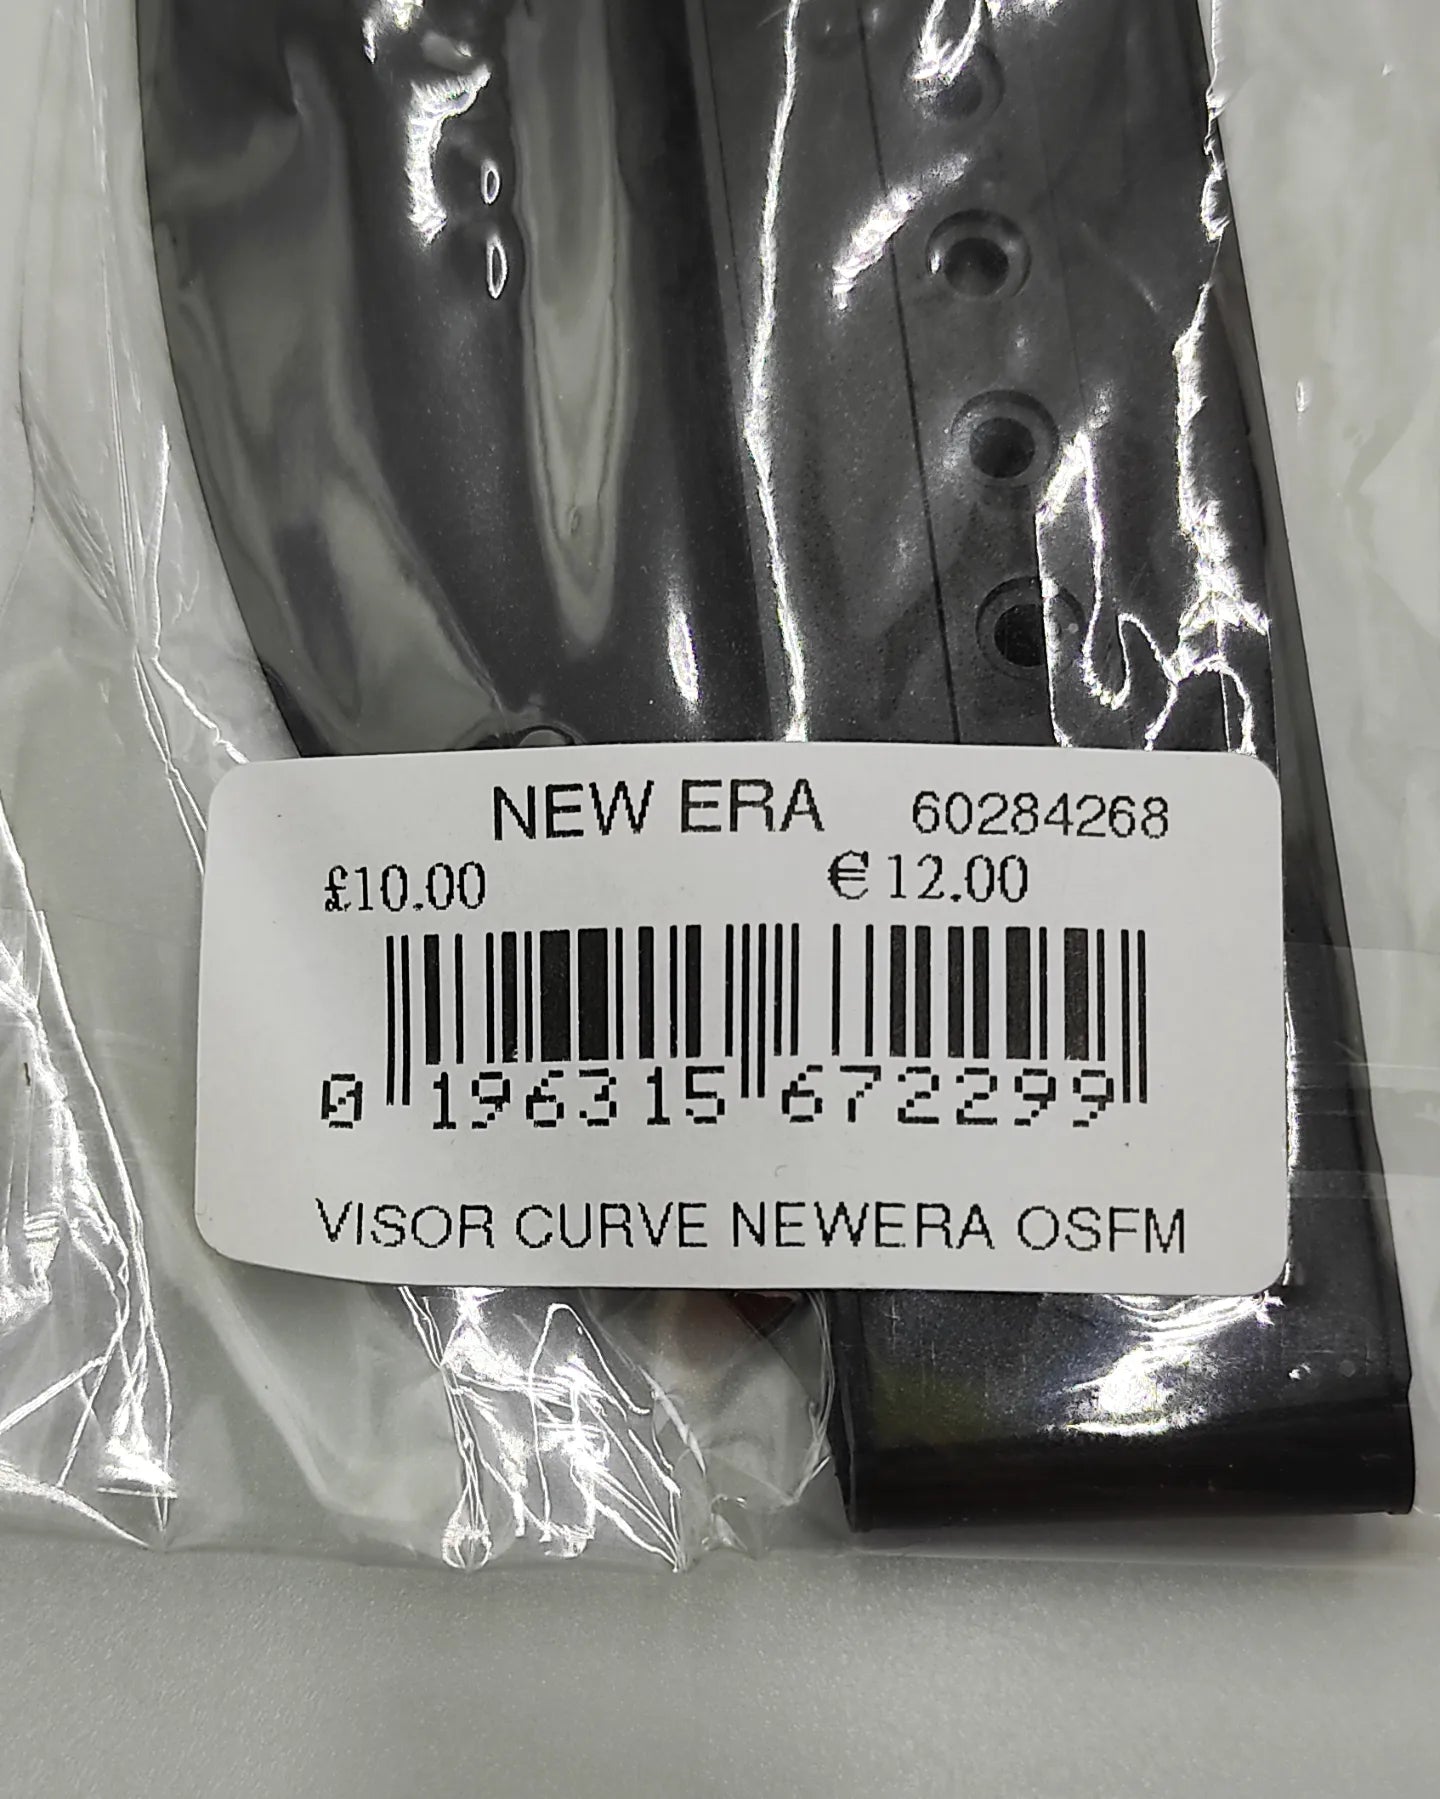 NEW ERA 60284268
£10.00 €12.00
0 196315 672299
VISOR CURVE NEWERA OSFM